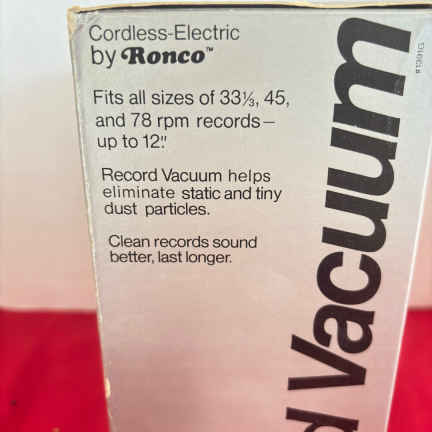 Cordless-Electric
by Ronco™
Fits all sizes of 33⅓, 45,
and 78 rpm records—
up to 12".
Record Vacuum helps
eliminate static and tiny
dust particles.
Clean records sound
better, last longer.
d Vacuum